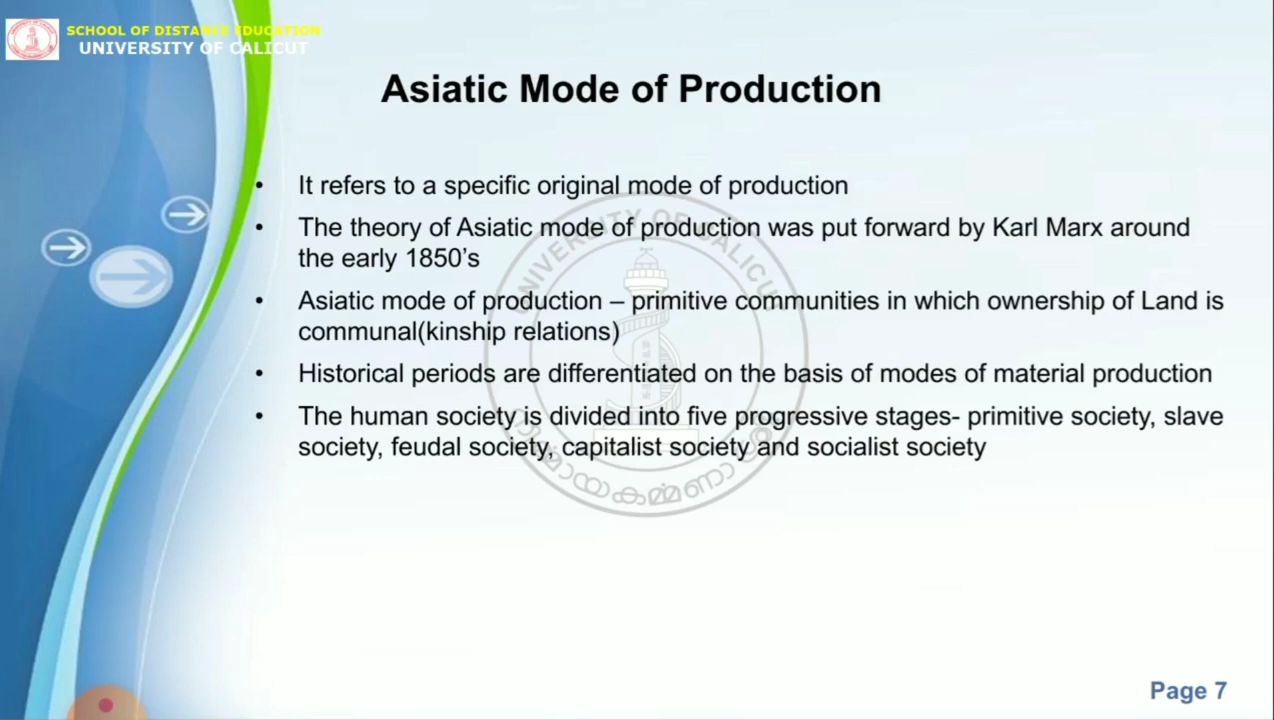 SCHOOL OF DISTANCE EDUCATION
UNIVERSITY OF CALICUT
Asiatic Mode of Production
• It refers to a specific original mode of production
• The theory of Asiatic mode of production was put forward by Karl Marx around
the early 1850's
• Asiatic mode of production – primitive communities in which ownership of Land is
communal(kinship relations)
• Historical periods are differentiated on the basis of modes of material production
• The human society is divided into five progressive stages- primitive society, slave
society, feudal society, capitalist society and socialist society
UNIVERSITY OF CALICUT
Page 7